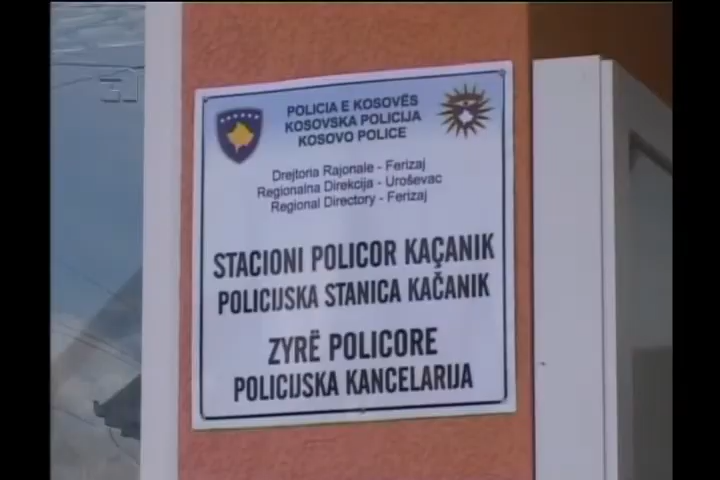 POLICIA E KOSOVËS
KOSOVSKA POLICIJA
KOSOVO POLICE
Drejtoria Rajonale - Ferizaj
Regionalna Direkcija - Uroševac
Regional Directory - Ferizaj
STACIONI POLICOR KAÇANIK
POLICIJSKA STANICA KAČANIK
ZYRË POLICORE
POLICIJSKA KANCELARIJA